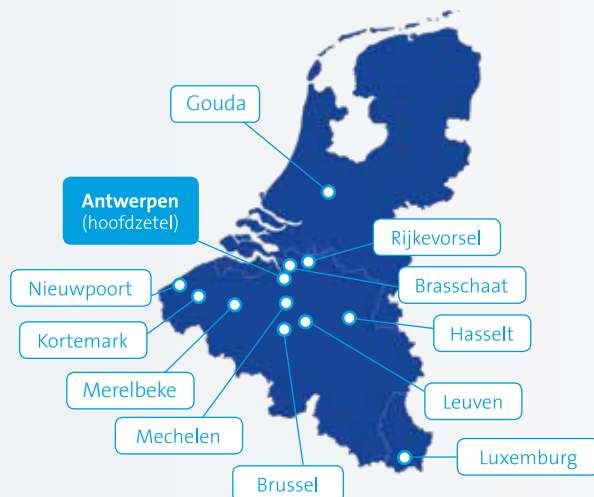 Gouda
Antwerpen
(hoofdzetel)
Rijkevorsel
Nieuwpoort
Brasschaat
Kortemark
Hasselt
Merelbeke
Leuven
Mechelen
Luxemburg
Brussel